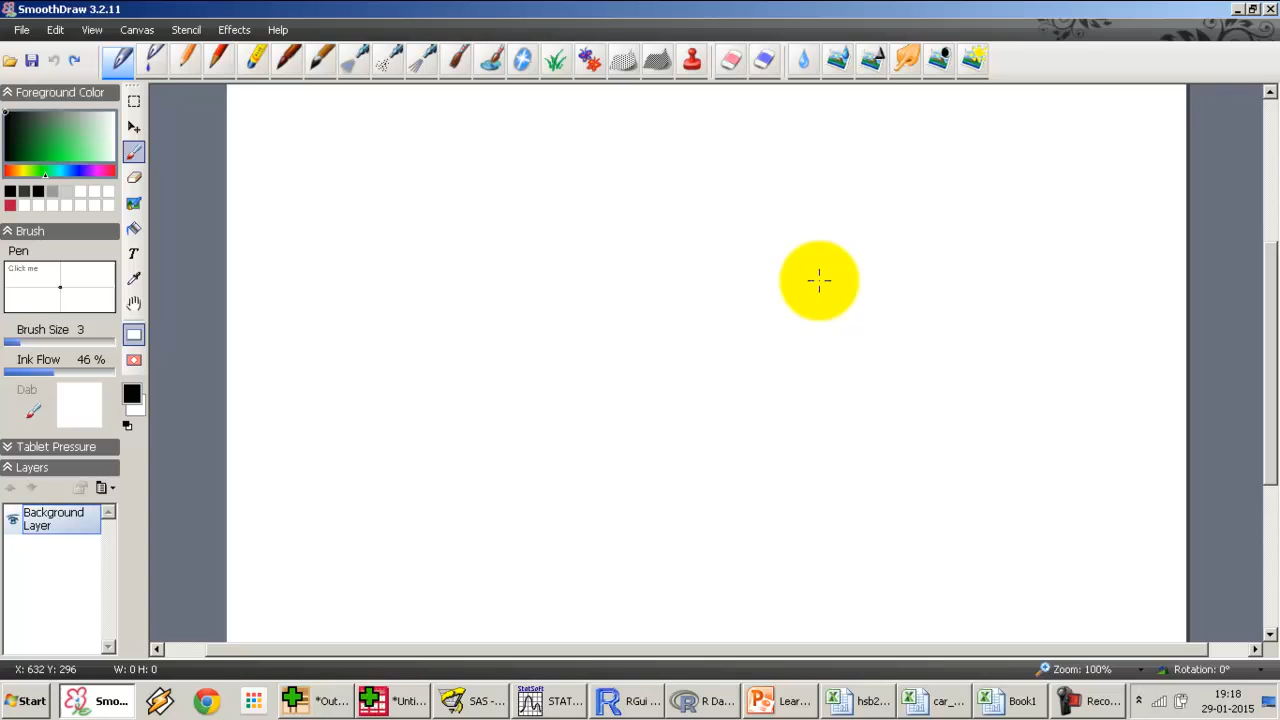 SmoothDraw 3.2.11
File Edit View Canvas Stencil Effects Help
Foreground Color
Brush
Pen
Click me
Brush Size 3
Ink Flow 46 %
Dab
Tablet Pressure
Layers
Background Layer
X: 632 Y: 296 W: 0 H: 0 Zoom: 100% Rotation: 0°
Start Smo... *Out... *Unti... SAS -... STAT... RGui ... R Da... Lear... hsb2... car_... Book1 Reco... 19:18
29-01-2015